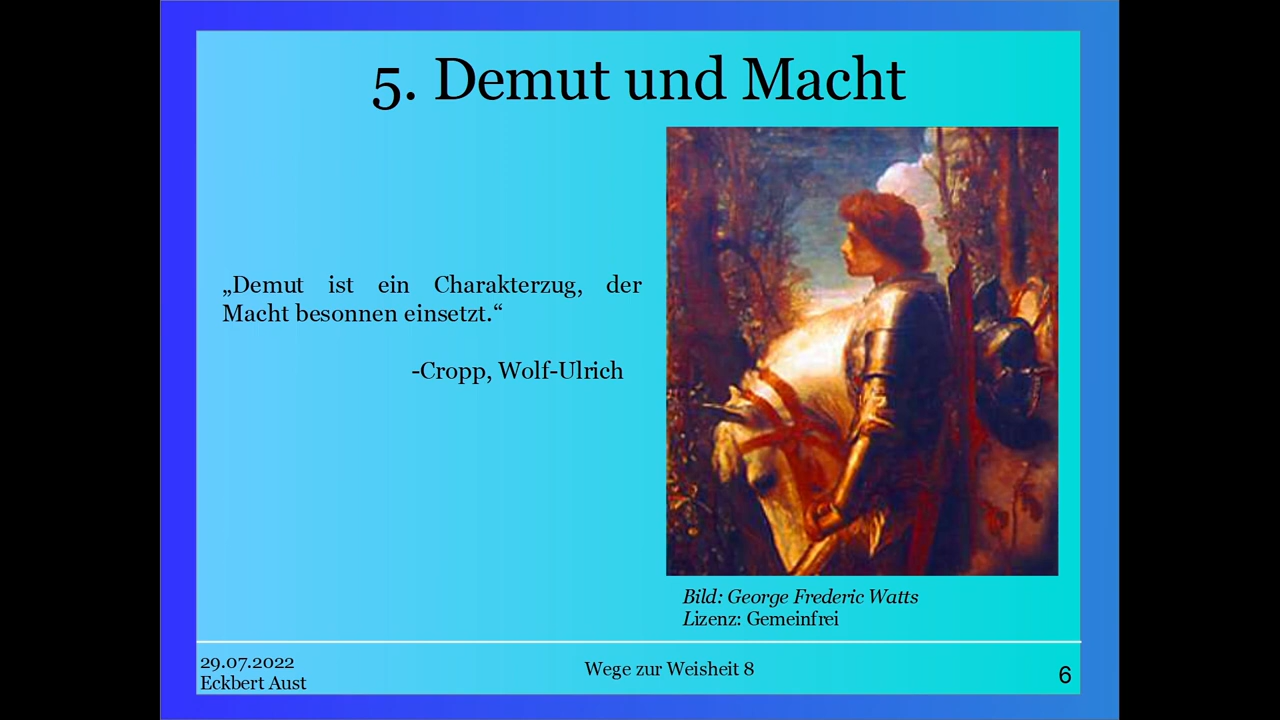 5. Demut und Macht
„Demut ist ein Charakterzug, der
Macht besonnen einsetzt.“
-Cropp, Wolf-Ulrich
Bild: George Frederic Watts
Lizenz: Gemeinfrei
29.07.2022
Eckbert Aust
Wege zur Weisheit 8
6